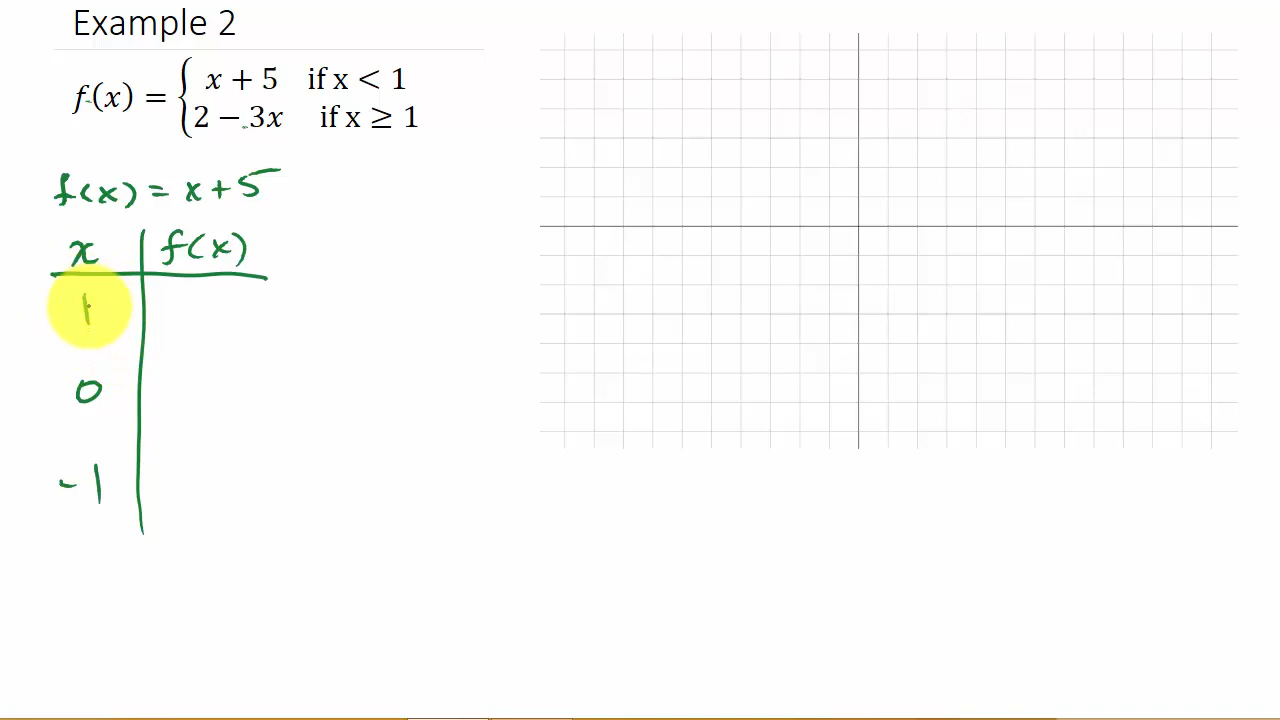 Example 2
f(x) = { x + 5 if x < 1
2 − 3x if x ≥ 1
f(x) = x + 5
x | f(x)
1
0
-1